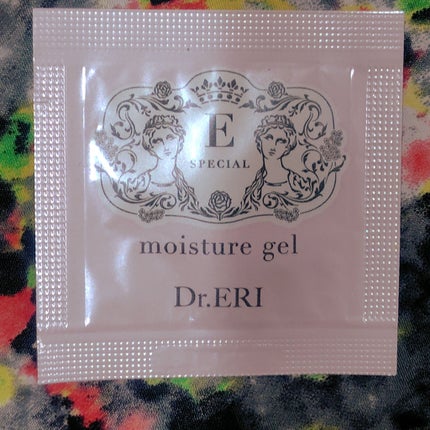 E
SPECIAL
moisture gel
Dr.ERI